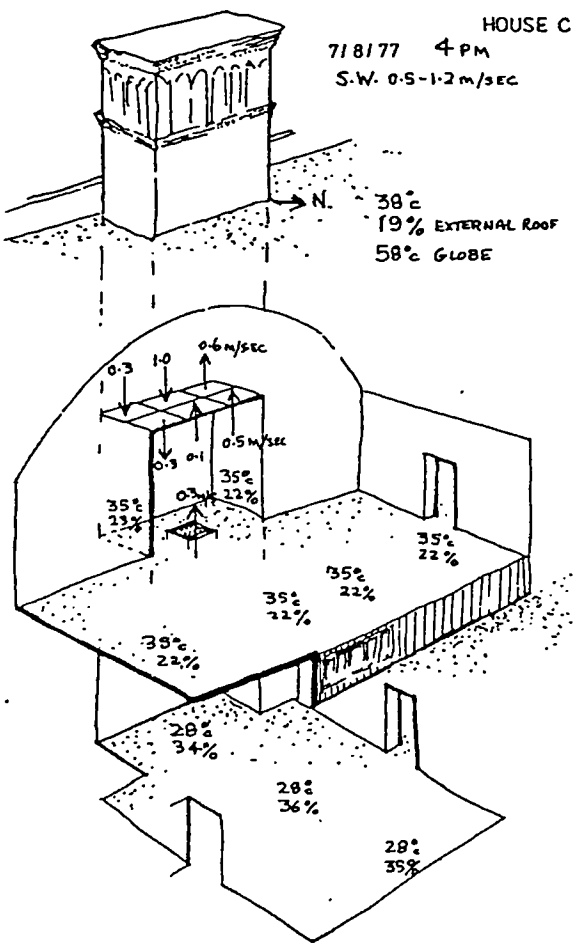 HOUSE C
7/8/77 4 PM
S.W. 0.5-1.2 m/SEC
N.
38°c
19% EXTERNAL ROOF
58°c GLOBE
0.3 1.0 0.6 m/SEC
0.3 0.1 0.5 m/SEC
35°c
23%
0.3 m/s
35°c
22%
35°c
22%
35°c
22%
35°c
22%
35°c
22%
28°c
34%
28°c
36%
28°c
35%